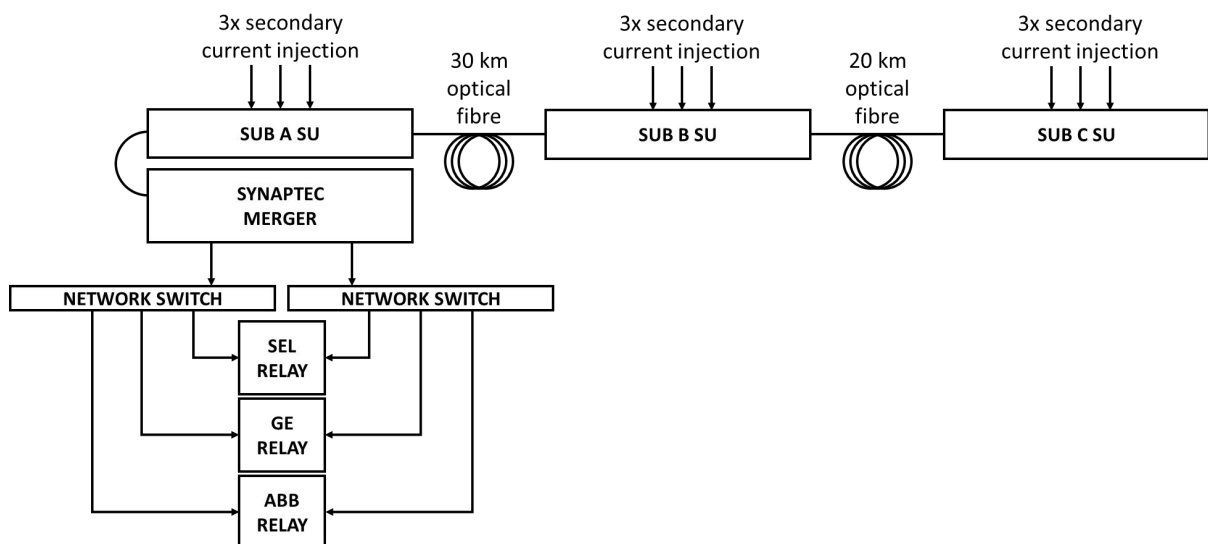 3x secondary
current injection
30 km
optical
fibre
3x secondary
current injection
20 km
optical
fibre
3x secondary
current injection
SUB A SU
SUB B SU
SUB C SU
SYNAPTEC
MERGER
NETWORK SWITCH
NETWORK SWITCH
SEL
RELAY
GE
RELAY
ABB
RELAY